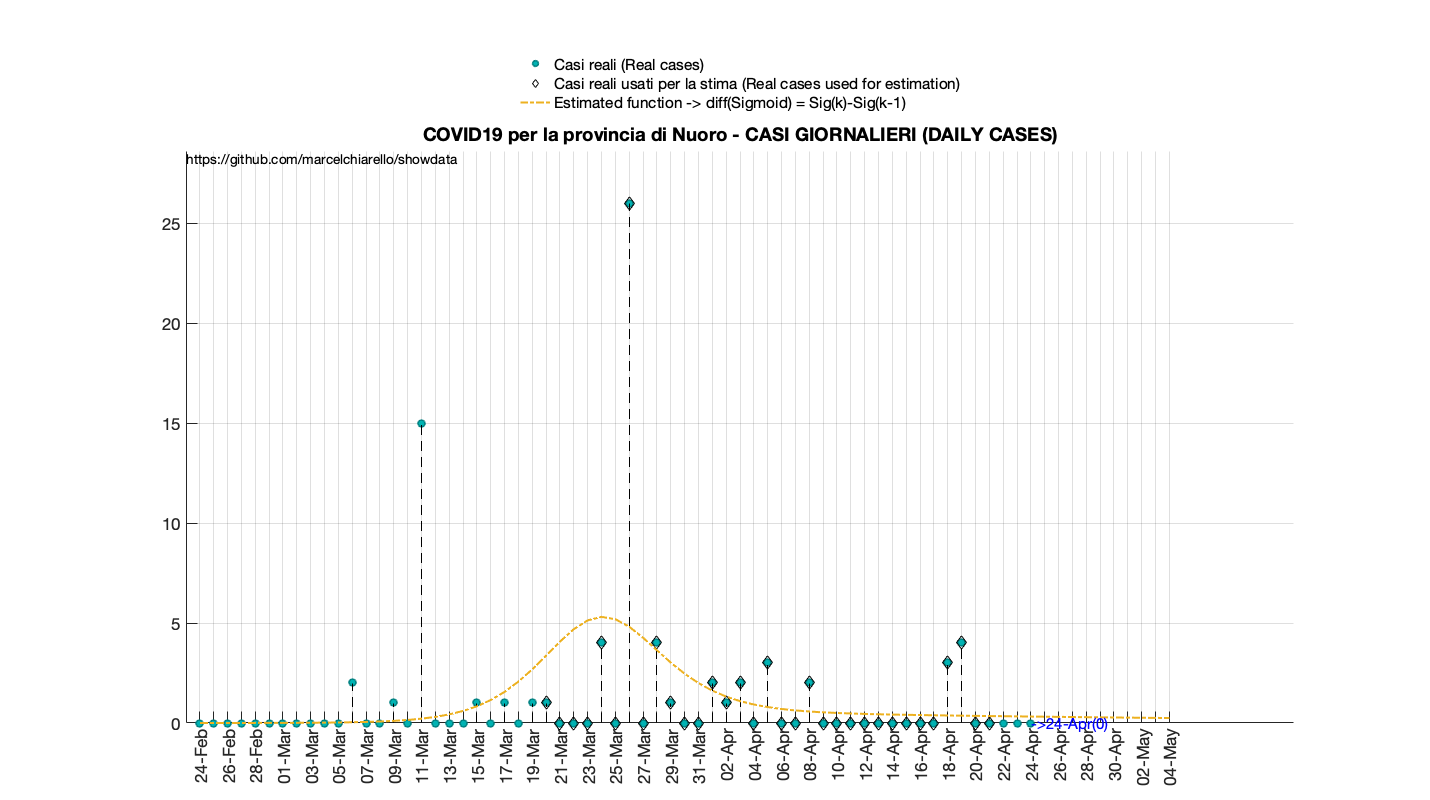 Casi reali (Real cases)
Casi reali usati per la stima (Real cases used for estimation)
Estimated function -> diff(Sigmoid) = Sig(k)-Sig(k-1)
COVID19 per la provincia di Nuoro - CASI GIORNALIERI (DAILY CASES)
https://github.com/marcelchiarello/showdata
25
20
15
10
5
0
->24-Apr(0)
24-Feb
26-Feb
28-Feb
01-Mar
03-Mar
05-Mar
07-Mar
09-Mar
11-Mar
13-Mar
15-Mar
17-Mar
19-Mar
21-Mar
23-Mar
25-Mar
27-Mar
29-Mar
31-Mar
02-Apr
04-Apr
06-Apr
08-Apr
10-Apr
12-Apr
14-Apr
16-Apr
18-Apr
20-Apr
22-Apr
24-Apr
26-Apr
28-Apr
30-Apr
02-May
04-May